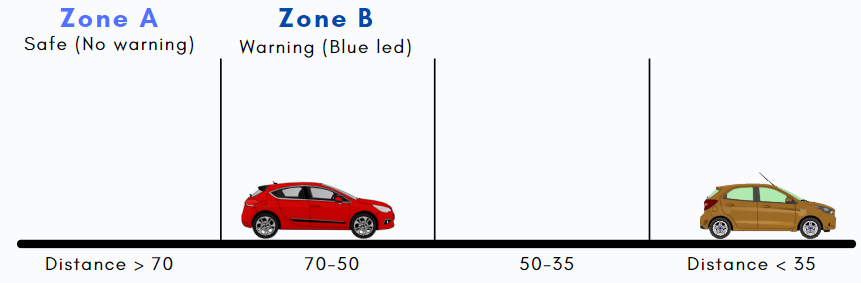 Zone A
Safe (No warning)
Zone B
Warning (Blue led)
Distance > 70
70-50
50-35
Distance < 35